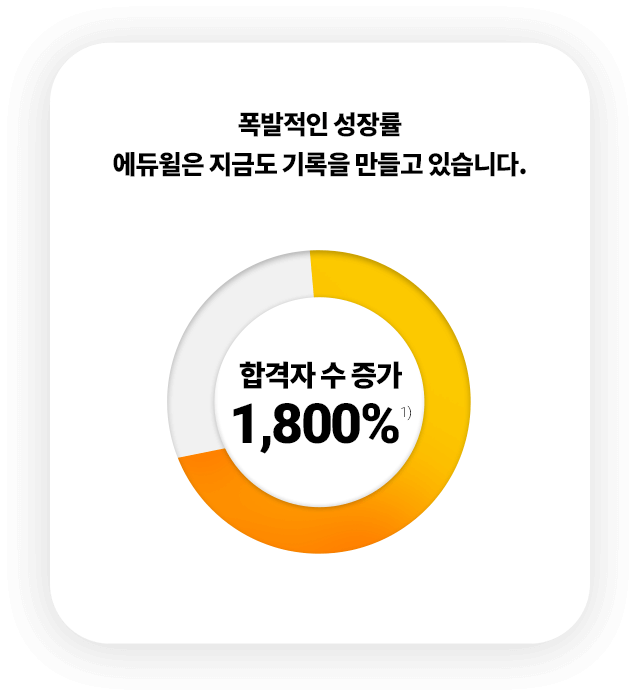 폭발적인 성장률
에듀윌은 지금도 기록을 만들고 있습니다.
합격자 수 증가
1,800%1)